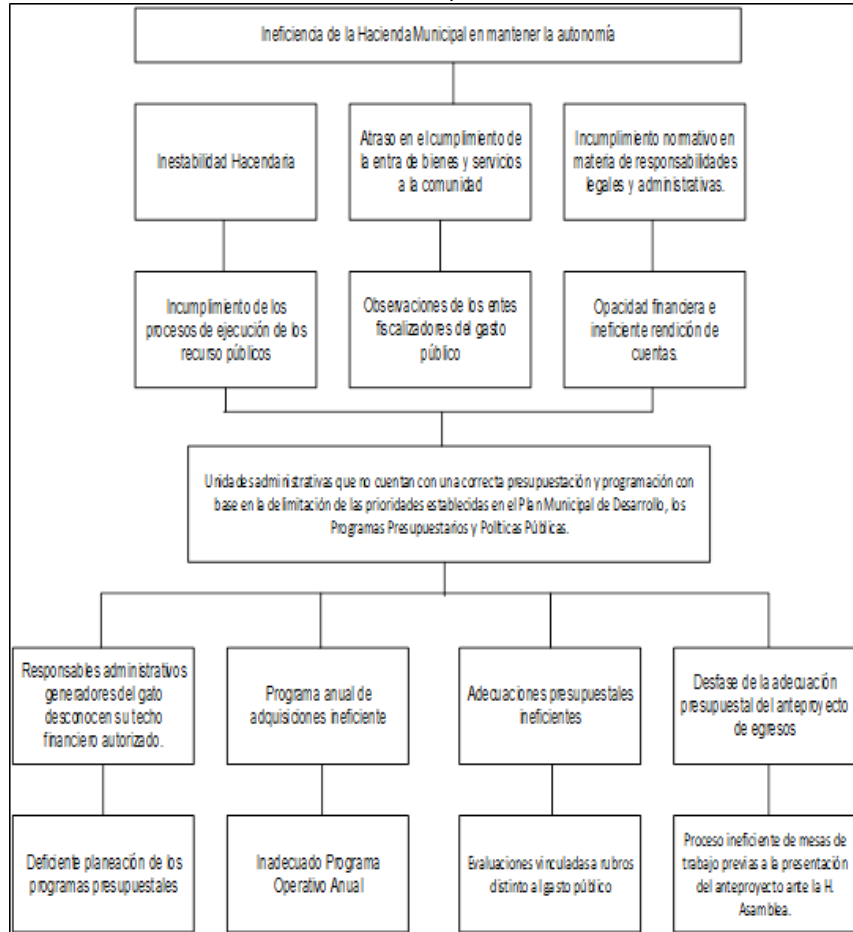 Ineficiencia de la Hacienda Municipal en mantener la autonomía
Inestabilidad Hacendaria
Atraso en el cumplimiento de
la entra de bienes y servicios
a la comunidad
Incumplimiento normativo en
materia de responsabilidades
legales y administrativas.
Incumplimiento de los
procesos de ejecución de los
recurso públicos
Observaciones de los entes
fiscalizadores del gasto
público
Opacidad financiera e
ineficiente rendición de
cuentas.
Unidades administrativas que no cuentan con una correcta presupuestación y programación con
base en la delimitación de las prioridades establecidas en el Plan Municipal de Desarrollo, los
Programas Presupuestarios y Políticas Públicas.
Responsables administrativos
generadores del gato
desconocen su techo
financiero autorizado.
Programa anual de
adquisiciones ineficiente
Adecuaciones presupuestales
ineficientes
Desfase de la adecuación
presupuestal del anteproyecto
de egresos
Deficiente planeación de los
programas presupuestales
Inadecuado Programa
Operativo Anual
Evaluaciones vinculadas a rubros
distinto al gasto público
Proceso ineficiente de mesas de
trabajo previas a la presentación
del anteproyecto ante la H.
Asamblea.